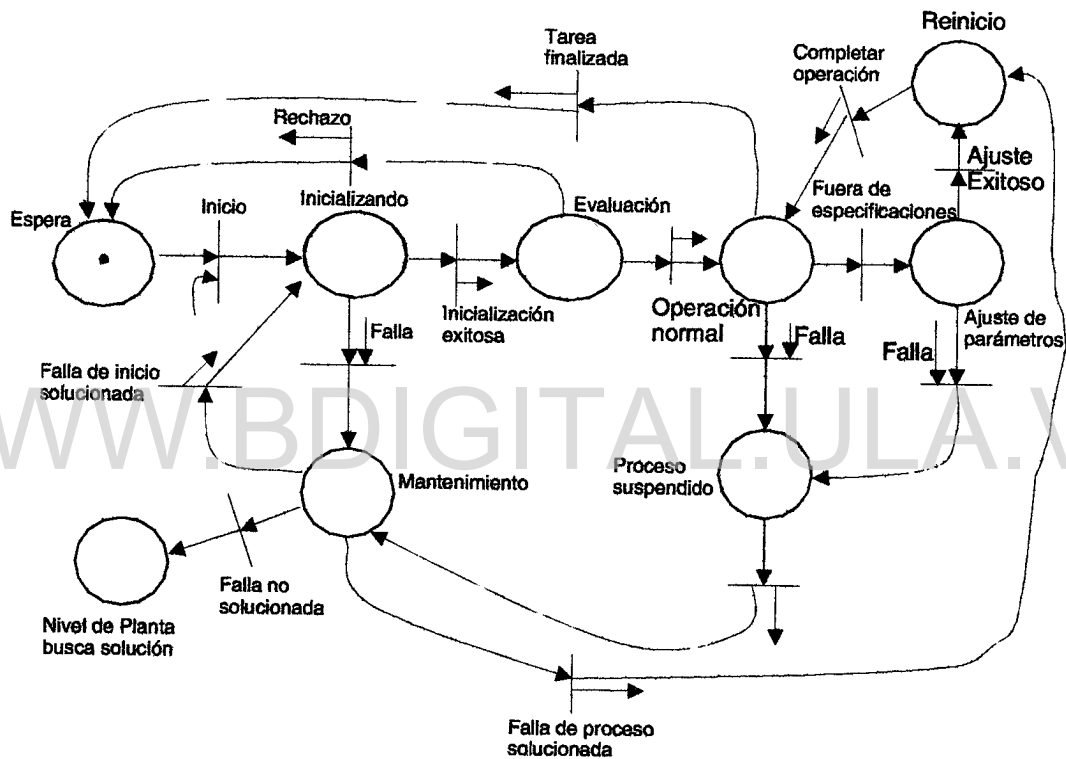 Reinicio
Tarea
finalizada
Completar
operación
Rechazo
Ajuste
Exitoso
Espera
Inicio
Inicializando
Evaluación
Fuera de
especificaciones
Inicialización
exitosa
Operación
normal
Ajuste de
parámetros
Falla
Falla
Falla
Falla de inicio
solucionada
WWW.BDIGITAL.ULA.V
Mantenimiento
Proceso
suspendido
Falla no
solucionada
Nivel de Planta
busca solución
Falla de proceso
solucionada